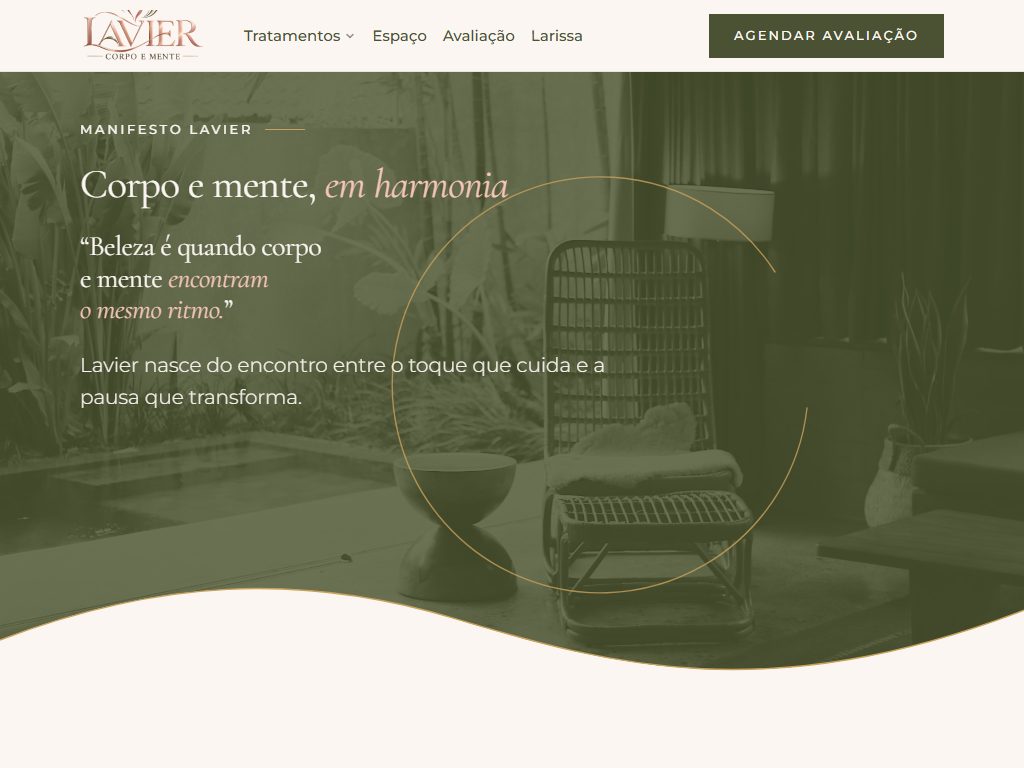 LAVIER
CORPO E MENTE
Tratamentos
Espaço
Avaliação
Larissa
AGENDAR AVALIAÇÃO
MANIFESTO LAVIER
Corpo e mente, em harmonia
“Beleza é quando corpo
e mente encontram
o mesmo ritmo.”
Lavier nasce do encontro entre o toque que cuida e a
pausa que transforma.